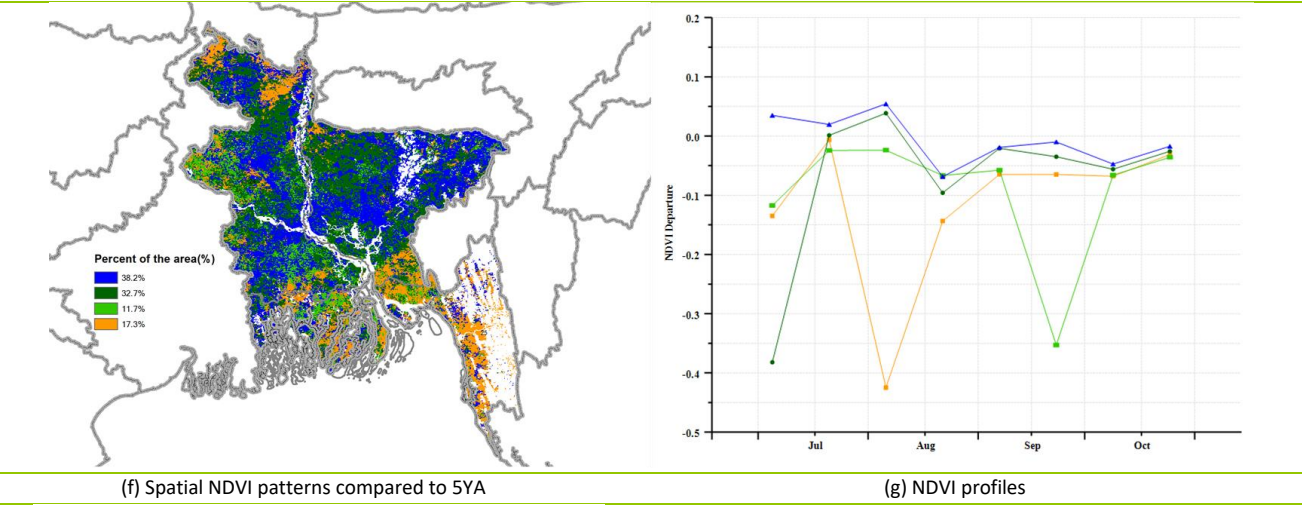 Percent of the area(%)
38.2%
32.7%
11.7%
17.3%
0.2
0.1
0.0
-0.1
-0.2
-0.3
-0.4
-0.5
NDVI Departure
Jul Aug Sep Oct
(f) Spatial NDVI patterns compared to 5YA
(g) NDVI profiles